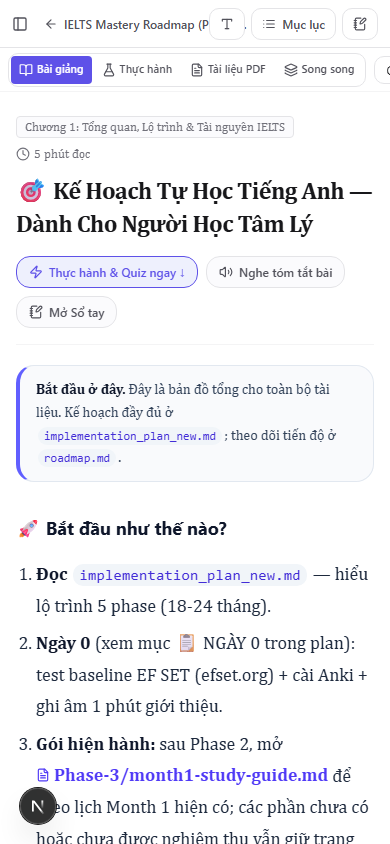 IELTS Mastery Roadmap (P
.
Mục lục
Bài giảng
Thực hành
Tài liệu PDF
Song song
Chương 1: Tổng quan, Lộ trình & Tài nguyên IELTS
5 phút đọc
🎯 Kế Hoạch Tự Học Tiếng Anh —
Dành Cho Người Học Tâm Lý
Thực hành & Quiz ngay ↓
Nghe tóm tắt bài
Mở Sổ tay
Bắt đầu ở đây. Đây là bản đồ tổng cho toàn bộ tài
liệu. Kế hoạch đầy đủ ở
implementation_plan_new.md ; theo dõi tiến độ ở
roadmap.md .
🚀 Bắt đầu như thế nào?
1. Đọc implementation_plan_new.md — hiểu
lộ trình 5 phase (18-24 tháng).
2. Ngày 0 (xem mục 📋 NGÀY 0 trong plan):
test baseline EF SET (efset.org) + cài Anki +
ghi âm 1 phút giới thiệu.
3. Gói hiện hành: sau Phase 2, mở
Phase-3/month1-study-guide.md để
lịch Month 1 hiện có; các phần chưa có
hoặc chưa được nghiệm thu vẫn giữ trạng
N